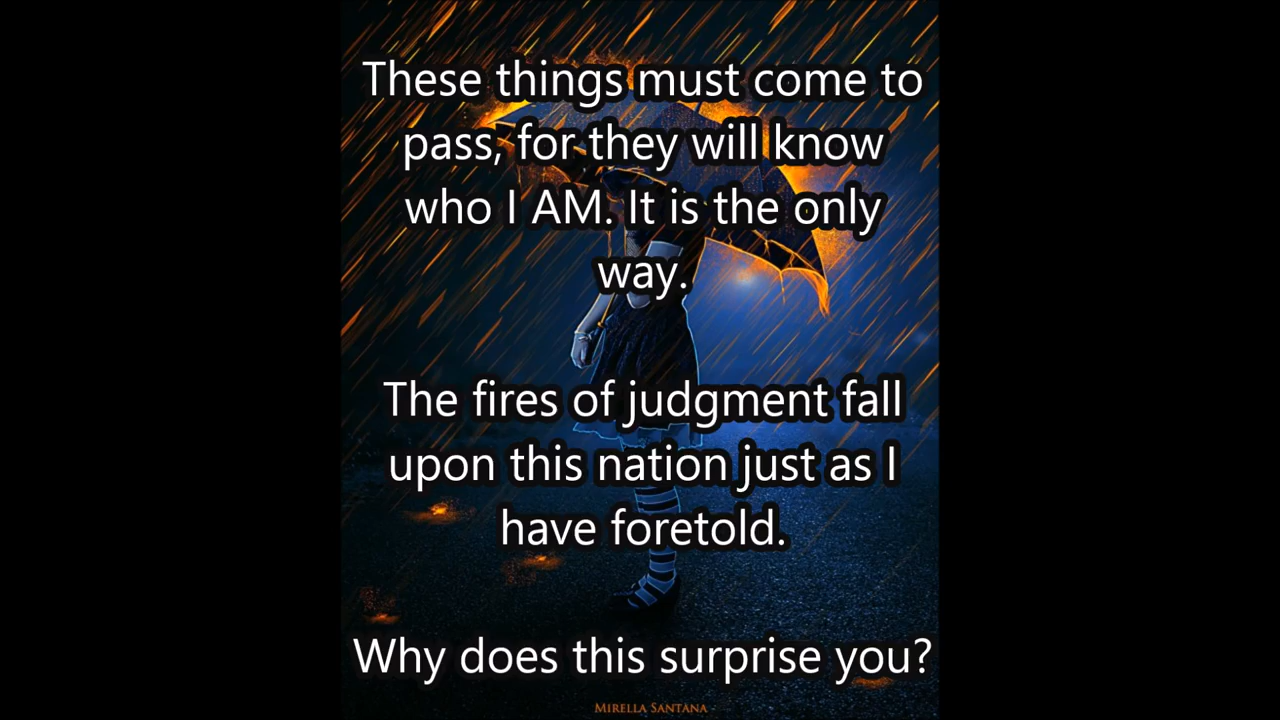 These things must come to
pass, for they will know
who I AM. It is the only
way.
The fires of judgment fall
upon this nation just as I
have foretold.
Why does this surprise you?
MIRELLA SANTANA